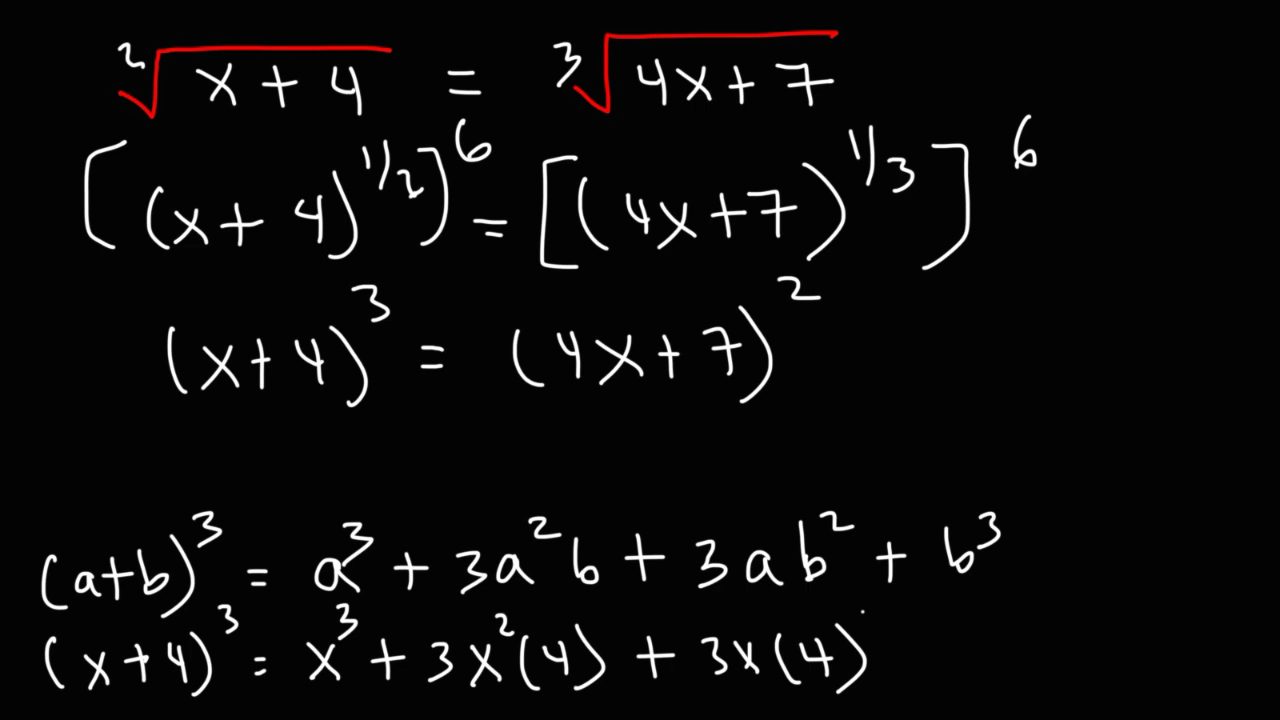 ²√(x + 4) = ³√(4x + 7)
[(x + 4)^1/2]^6 = [(4x + 7)^1/3]^6
(x + 4)^3 = (4x + 7)^2
(a + b)^3 = a^3 + 3a^2 b + 3ab^2 + b^3
(x + 4)^3 = x^3 + 3x^2(4) + 3x(4)